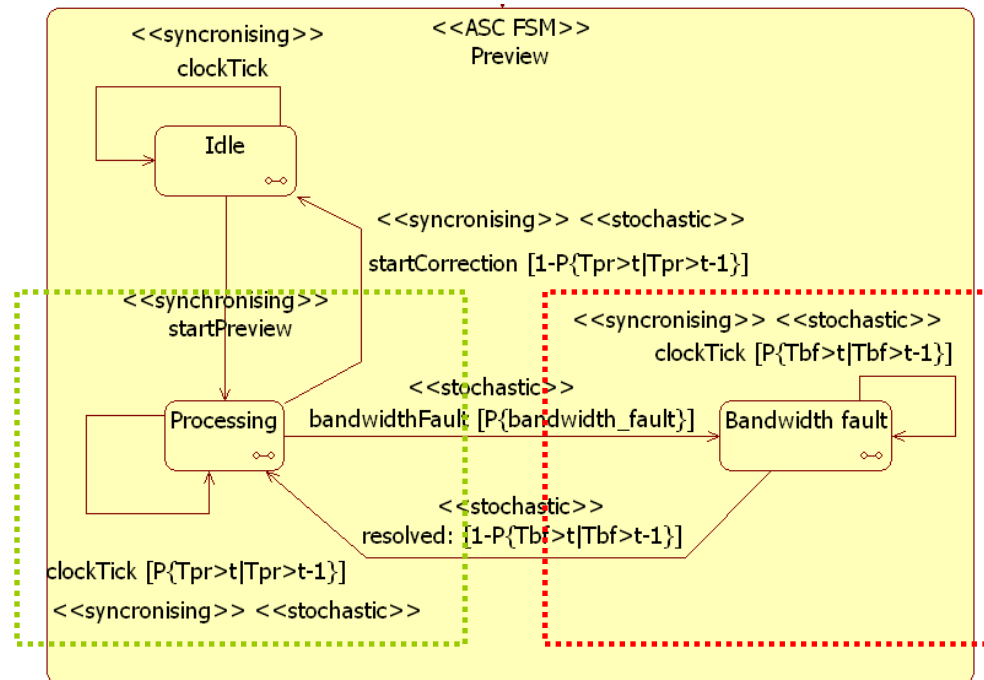 <<ASC FSM>>
Preview
<<syncronising>>
clockTick
Idle
<<syncronising>> <<stochastic>>
startCorrection [1-P{Tpr>t|Tpr>t-1}]
<<synchronising>>
startPreview
<<syncronising>> <<stochastic>>
clockTick [P{Tbf>t|Tbf>t-1}]
<<stochastic>>
bandwidthFault [P{bandwidth_fault}]
Processing
Bandwidth fault
<<stochastic>>
resolved: [1-P{Tbf>t|Tbf>t-1}]
clockTick [P{Tpr>t|Tpr>t-1}]
<<syncronising>> <<stochastic>>